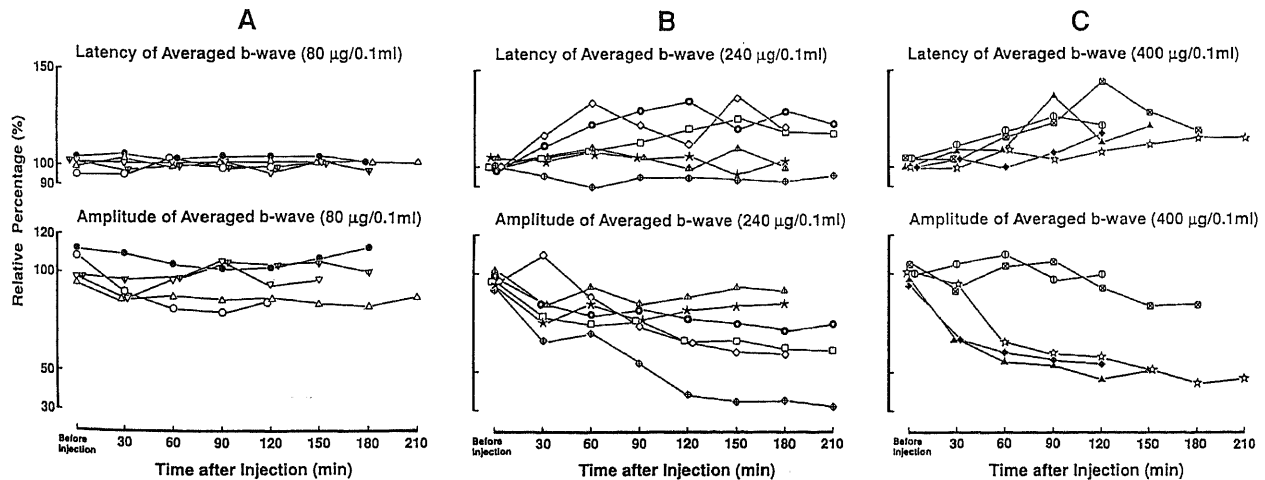 A
B
C
Latency of Averaged b-wave (80 µg/0.1ml)
Latency of Averaged b-wave (240 µg/0.1ml)
Latency of Averaged b-wave (400 µg/0.1ml)
Relative Percentage (%)
150
100
90
Amplitude of Averaged b-wave (80 µg/0.1ml)
Amplitude of Averaged b-wave (240 µg/0.1ml)
Amplitude of Averaged b-wave (400 µg/0.1ml)
120
100
50
30
Before Injection 30 60 90 120 150 180 210
Before Injection 30 60 90 120 150 180 210
Before Injection 30 60 90 120 150 180 210
Time after Injection (min)
Time after Injection (min)
Time after Injection (min)